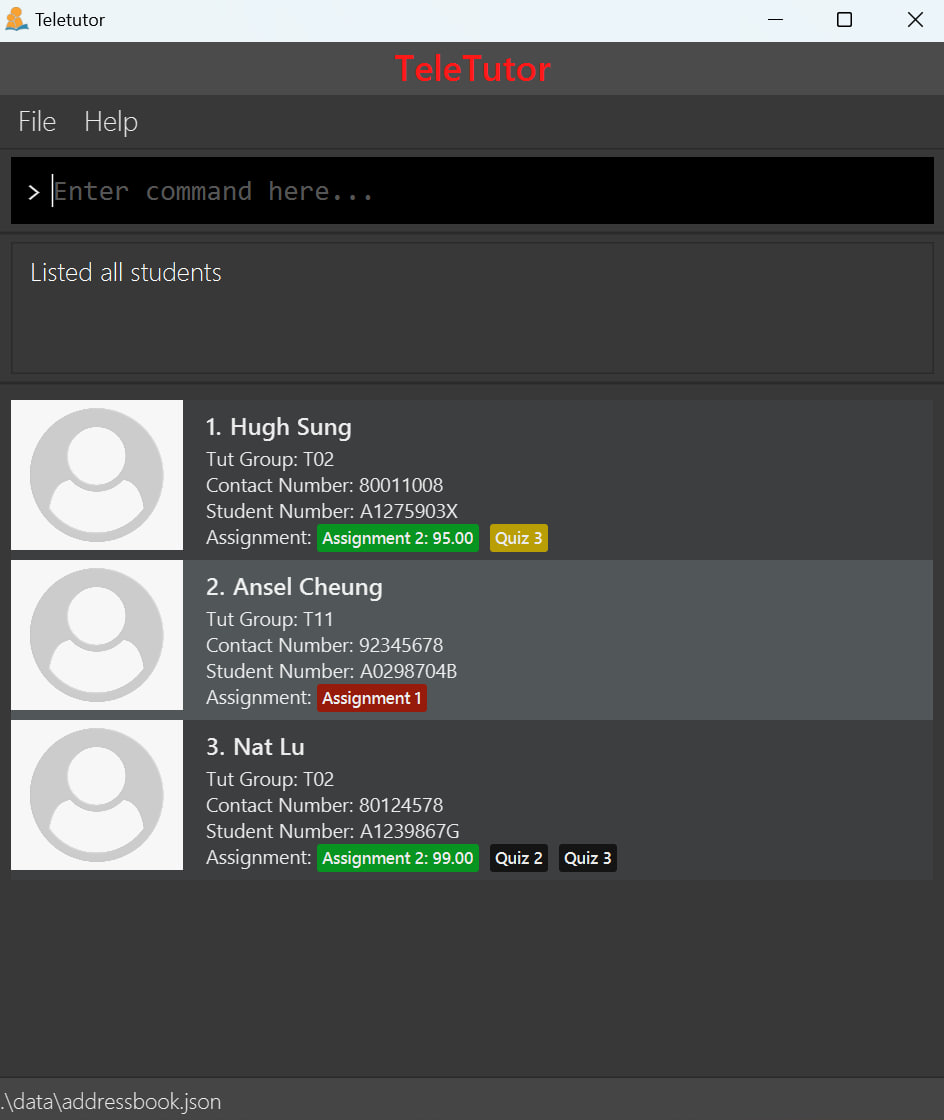 Teletutor
TeleTutor
File Help
> Enter command here...
Listed all students
1. Hugh Sung
Tut Group: T02
Contact Number: 80011008
Student Number: A1275903X
Assignment: Assignment 2: 95.00 Quiz 3
2. Ansel Cheung
Tut Group: T11
Contact Number: 92345678
Student Number: A0298704B
Assignment: Assignment 1
3. Nat Lu
Tut Group: T02
Contact Number: 80124578
Student Number: A1239867G
Assignment: Assignment 2: 99.00 Quiz 2 Quiz 3
.\data\addressbook.json